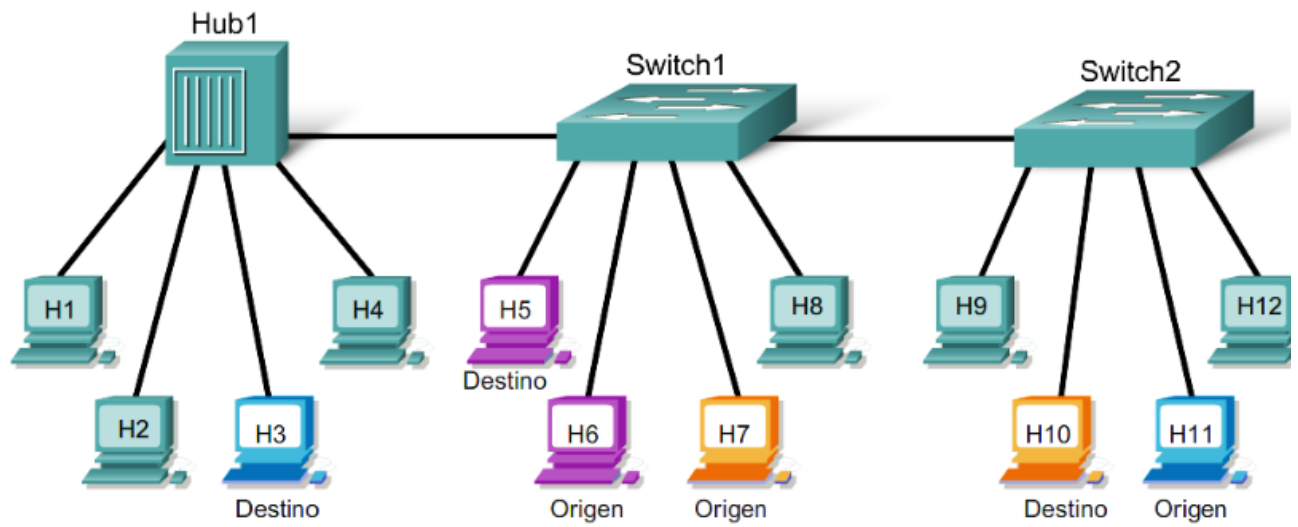 Hub1
Switch1
Switch2
H1
H4
H5
H8
H9
H12
Destino
H2
H3
H6
H7
H10
H11
Destino
Origen
Origen
Destino
Origen